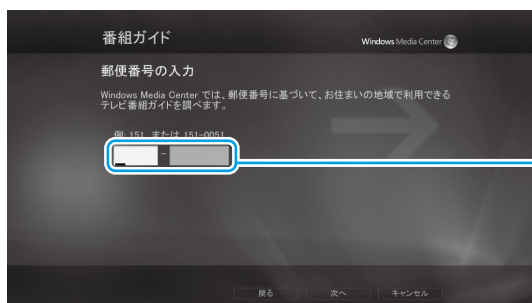 番組ガイド
Windows Media Center
郵便番号の入力
Windows Media Center では、郵便番号に基づいて、お住まいの地域で利用できる
テレビ番組ガイドを調べます。
例: 151 または 151-0051
-
戻る 次へ キャンセル